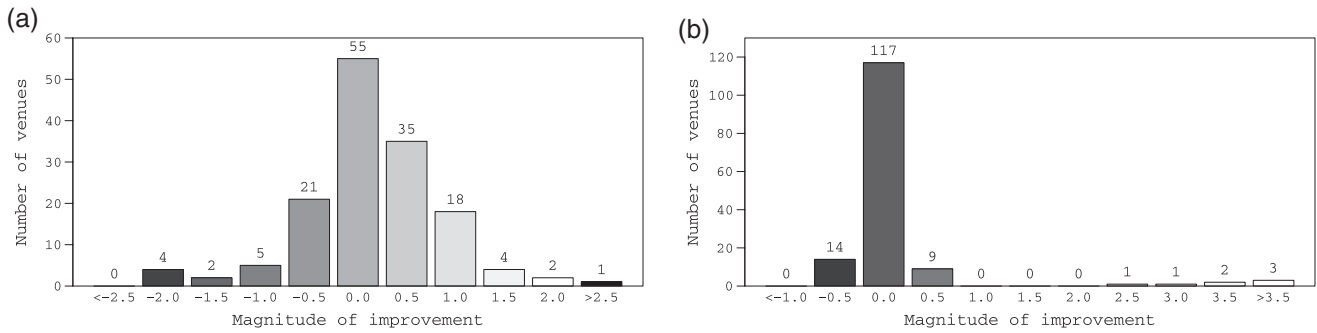 (a)
Number of venues
60
50
40
30
20
10
0
0 4 2 5 21 55 35 18 4 2 1
<-2.5 -2.0 -1.5 -1.0 -0.5 0.0 0.5 1.0 1.5 2.0 >2.5
Magnitude of improvement
(b)
Number of venues
120
100
80
60
40
20
0
0 14 117 9 0 0 0 1 1 2 3
<-1.0 -0.5 0.0 0.5 1.0 1.5 2.0 2.5 3.0 3.5 >3.5
Magnitude of improvement